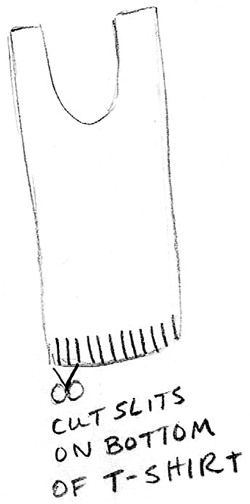 CUT SLITS
ON BOTTOM
OF T-SHIRT